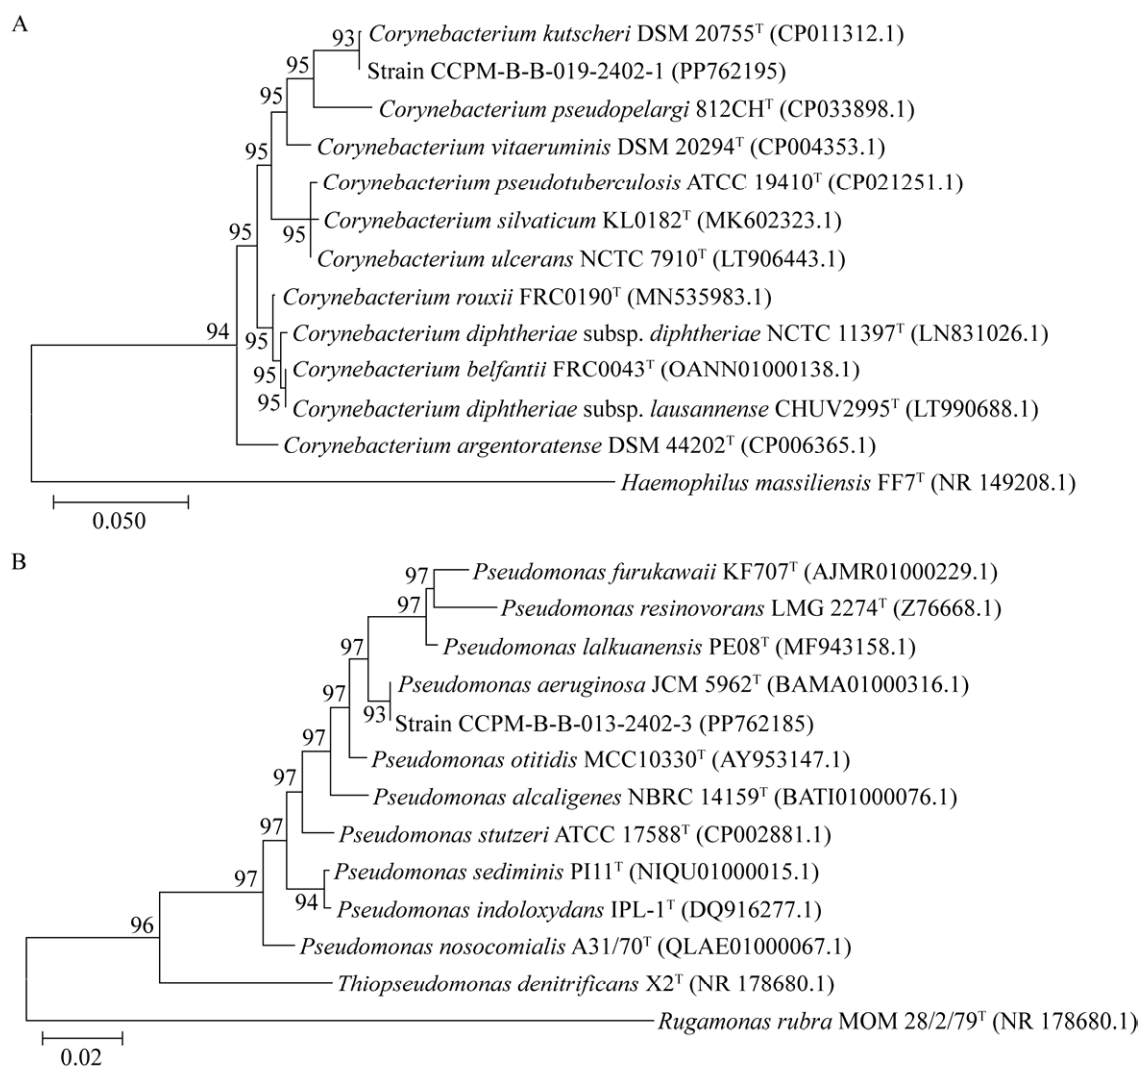 A
93
Corynebacterium kutscheri DSM 20755ᵀ (CP011312.1)
Strain CCPM-B-B-019-2402-1 (PP762195)
95
Corynebacterium pseudopelargi 812CHᵀ (CP033898.1)
95
Corynebacterium vitaeruminis DSM 20294ᵀ (CP004353.1)
95
Corynebacterium pseudotuberculosis ATCC 19410ᵀ (CP021251.1)
Corynebacterium silvaticum KL0182ᵀ (MK602323.1)
95
95
Corynebacterium ulcerans NCTC 7910ᵀ (LT906443.1)
Corynebacterium rouxii FRC0190ᵀ (MN535983.1)
94
95
Corynebacterium diphtheriae subsp. diphtheriae NCTC 11397ᵀ (LN831026.1)
95
Corynebacterium belfantii FRC0043ᵀ (OANN01000138.1)
95
Corynebacterium diphtheriae subsp. lausannense CHUV2995ᵀ (LT990688.1)
Corynebacterium argentoratense DSM 44202ᵀ (CP006365.1)
Haemophilus massiliensis FF7ᵀ (NR 149208.1)
0.050
B
97
Pseudomonas furukawaii KF707ᵀ (AJMR01000229.1)
97
Pseudomonas resinovorans LMG 2274ᵀ (Z76668.1)
Pseudomonas lalkuanensis PE08ᵀ (MF943158.1)
97
Pseudomonas aeruginosa JCM 5962ᵀ (BAMA01000316.1)
97
93
Strain CCPM-B-B-013-2402-3 (PP762185)
97
Pseudomonas otitidis MCC10330ᵀ (AY953147.1)
97
Pseudomonas alcaligenes NBRC 14159ᵀ (BATI01000076.1)
97
Pseudomonas stutzeri ATCC 17588ᵀ (CP002881.1)
97
Pseudomonas sediminis PI11ᵀ (NIQU01000015.1)
94
Pseudomonas indoloxydans IPL-1ᵀ (DQ916277.1)
96
Pseudomonas nosocomialis A31/70ᵀ (QLAE01000067.1)
Thiopseudomonas denitrificans X2ᵀ (NR 178680.1)
Rugamonas rubra MOM 28/2/79ᵀ (NR 178680.1)
0.02